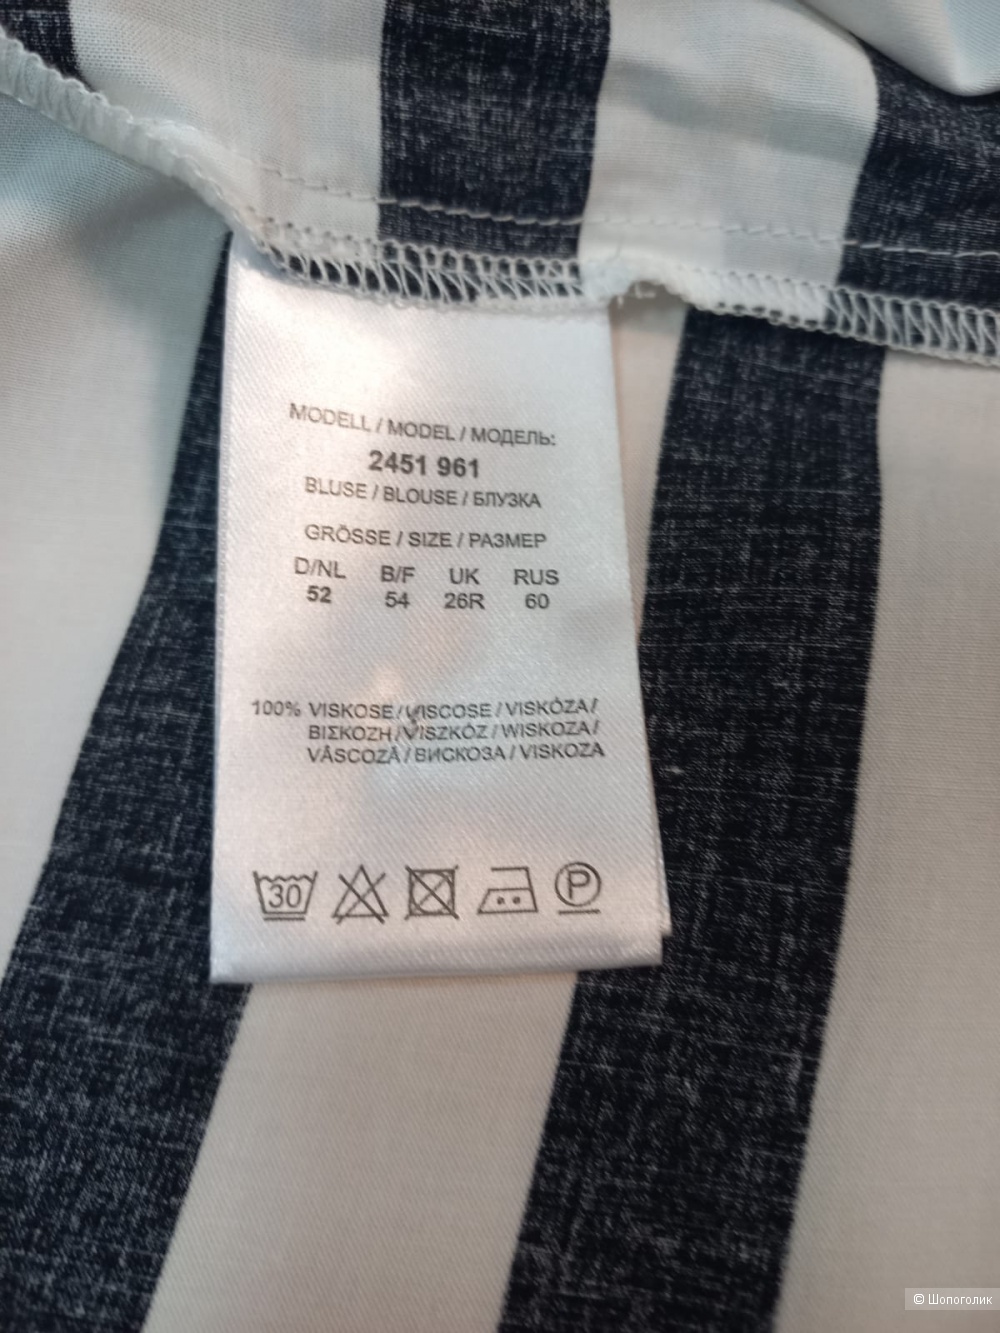 MODELL / MODEL / МОДЕЛЬ:
2451 961
BLUSE / BLOUSE / БЛУЗКА
GRÖSSE / SIZE / РАЗМЕР
D/NL B/F UK RUS
52 54 26R 60
100% VISKOSE / VISCOSE / VISKÓZA /
ΒΙΣΚΟΖΗ / VISZKÓZ / WISKOZA /
VÂSCOZĂ / ВИСКОЗА / VISKOZA
30 P
© Шопоголик